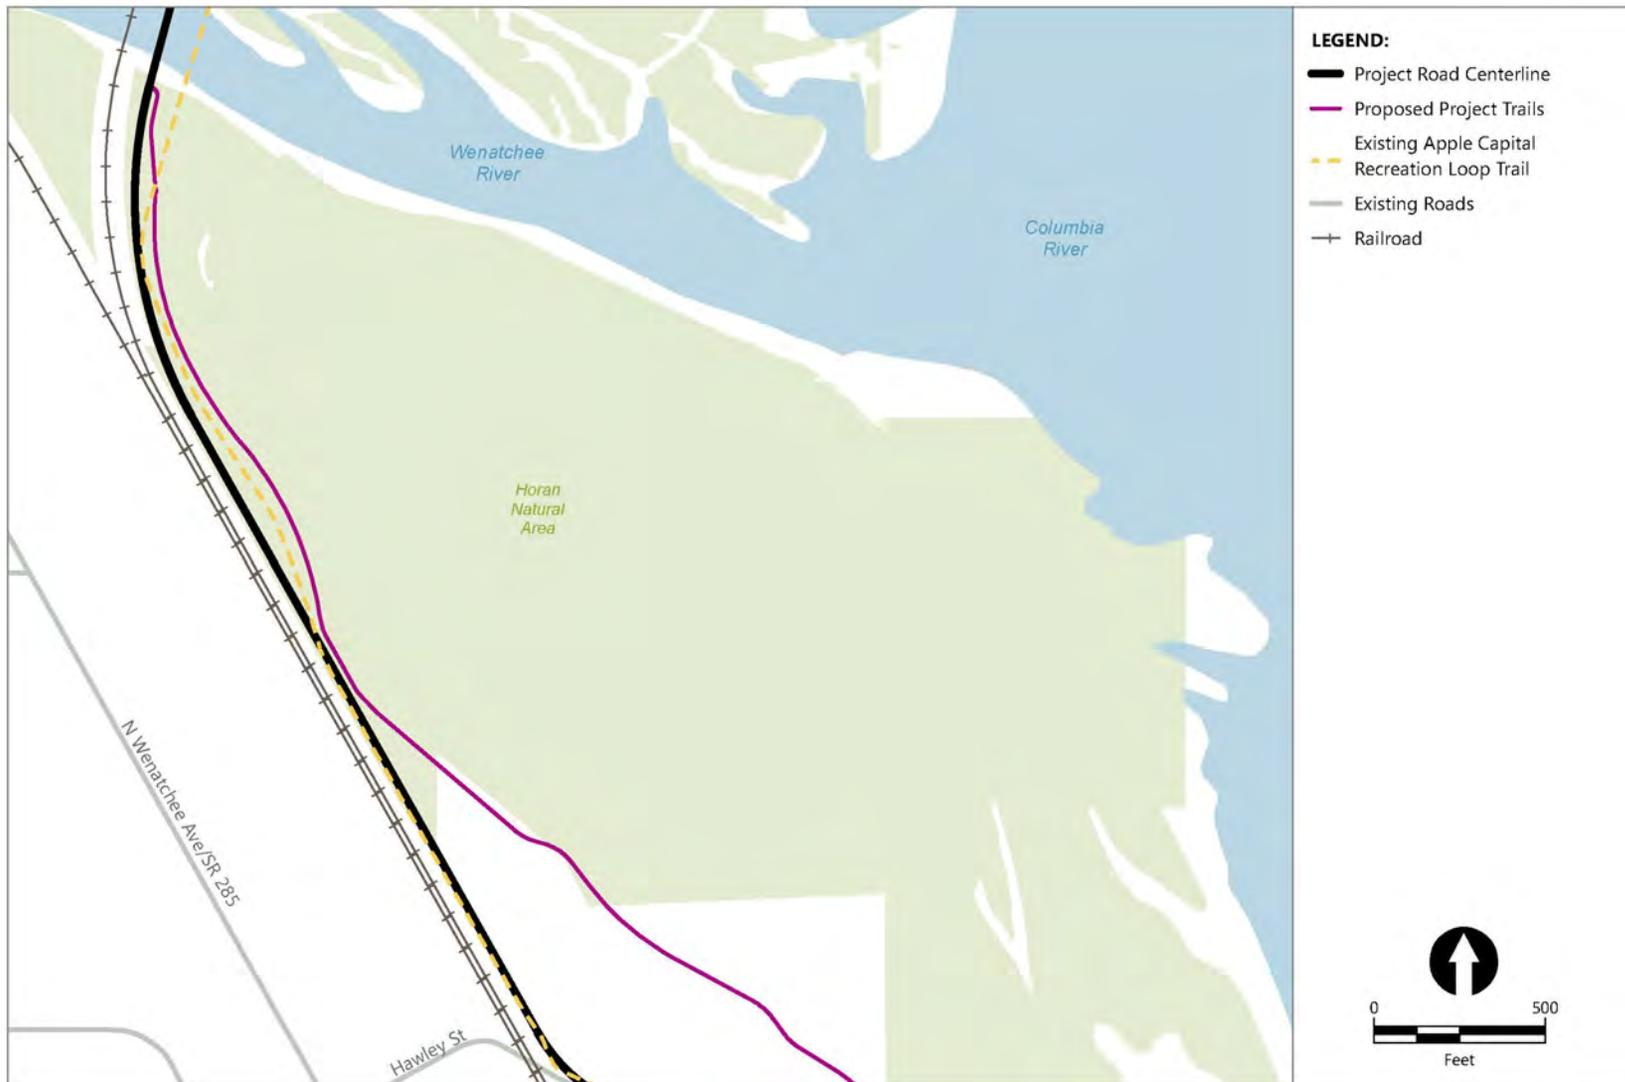 LEGEND:
Project Road Centerline
Proposed Project Trails
Existing Apple Capital
Recreation Loop Trail
Existing Roads
Railroad
Wenatchee
River
Columbia
River
Horan
Natural
Area
N Wenatchee Ave/SR 285
Hawley St
0 500
Feet